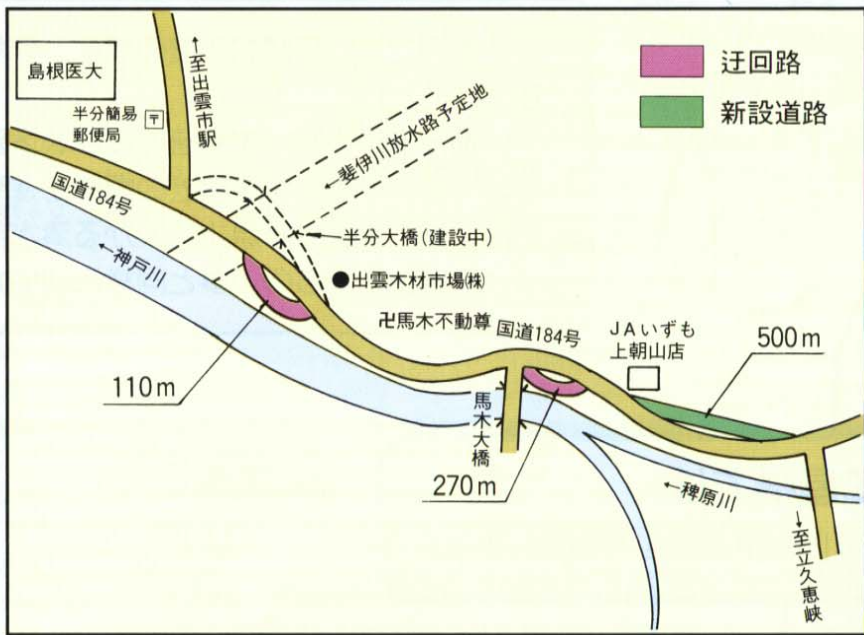 島根医大
半分簡易
郵便局
〒
←至出雲市駅
←斐伊川放水路予定地
迂回路
新設道路
国道184号
←神戸川
半分大橋(建設中)
●出雲木材市場㈱
卍馬木不動尊
国道184号
JAいずも
上朝山店
500m
110m
馬木大橋
270m
←稗原川
→至立久恵峡